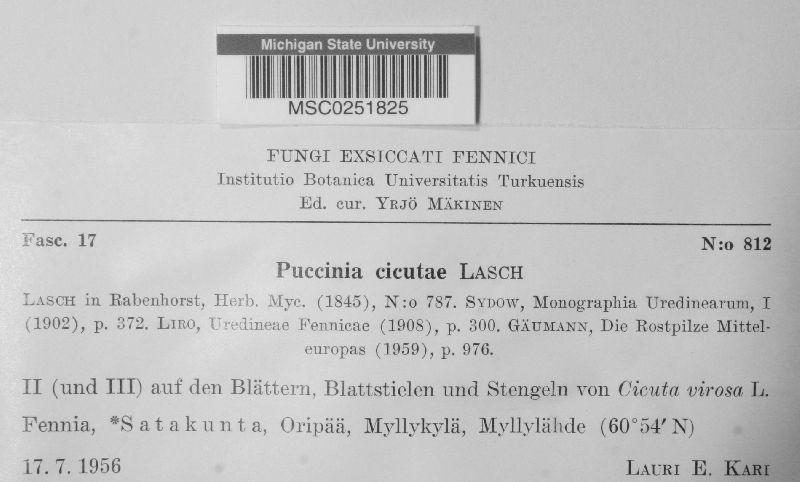 Michigan State University
MSC0251825
FUNGI EXSICCATI FENNICI
Institutio Botanica Universitatis Turkuensis
Ed. cur. YRJÖ MÄKINEN
Fasc. 17 N:o 812
Puccinia cicutae LASCH
LASCH in Rabenhorst, Herb. Myc. (1845), N:o 787. SYDOW, Monographia Uredinearum, I
(1902), p. 372. LIRO, Uredineae Fennicae (1908), p. 300. GÄUMANN, Die Rostpilze Mittel-
europas (1959), p. 976.
II (und III) auf den Blättern, Blattstielen und Stengeln von Cicuta virosa L.
Fennia, *Satakunta, Oripää, Myllykylä, Myllylähde (60°54′ N)
17. 7. 1956 LAURI E. KARI